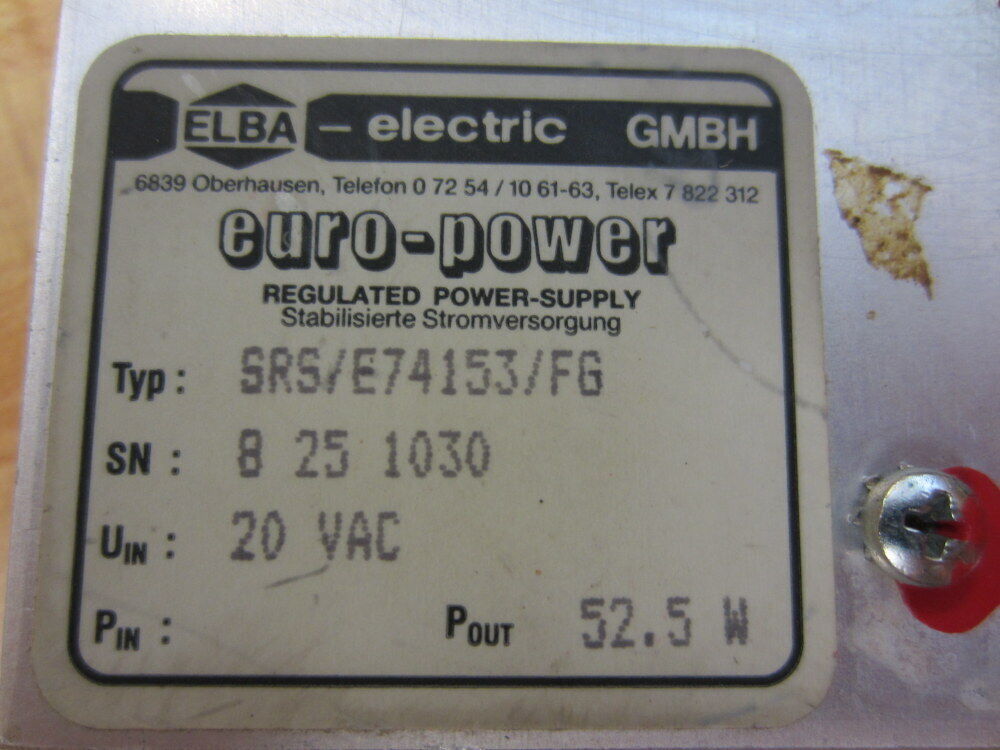 ELBA - electric GMBH
6839 Oberhausen, Telefon 0 72 54 / 10 61-63, Telex 7 822 312
euro-power
REGULATED POWER-SUPPLY
Stabilisierte Stromversorgung
Typ: SRS/E74153/FG
SN: 8 25 1030
UIN: 20 VAC
PIN: POUT 52.5 W